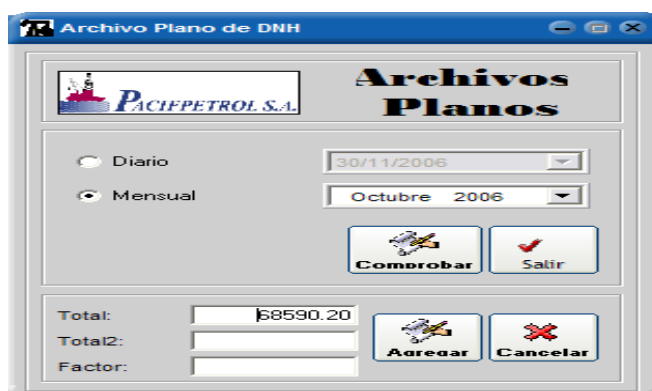 Archivo Plano de DNH
PACIFPETROL S.A.
Archivos
Planos
Diario
30/11/2006
Mensual
Octubre 2006
Comprobar
Salir
Total:
68590.20
Total2:
Factor:
Agregar
Cancelar